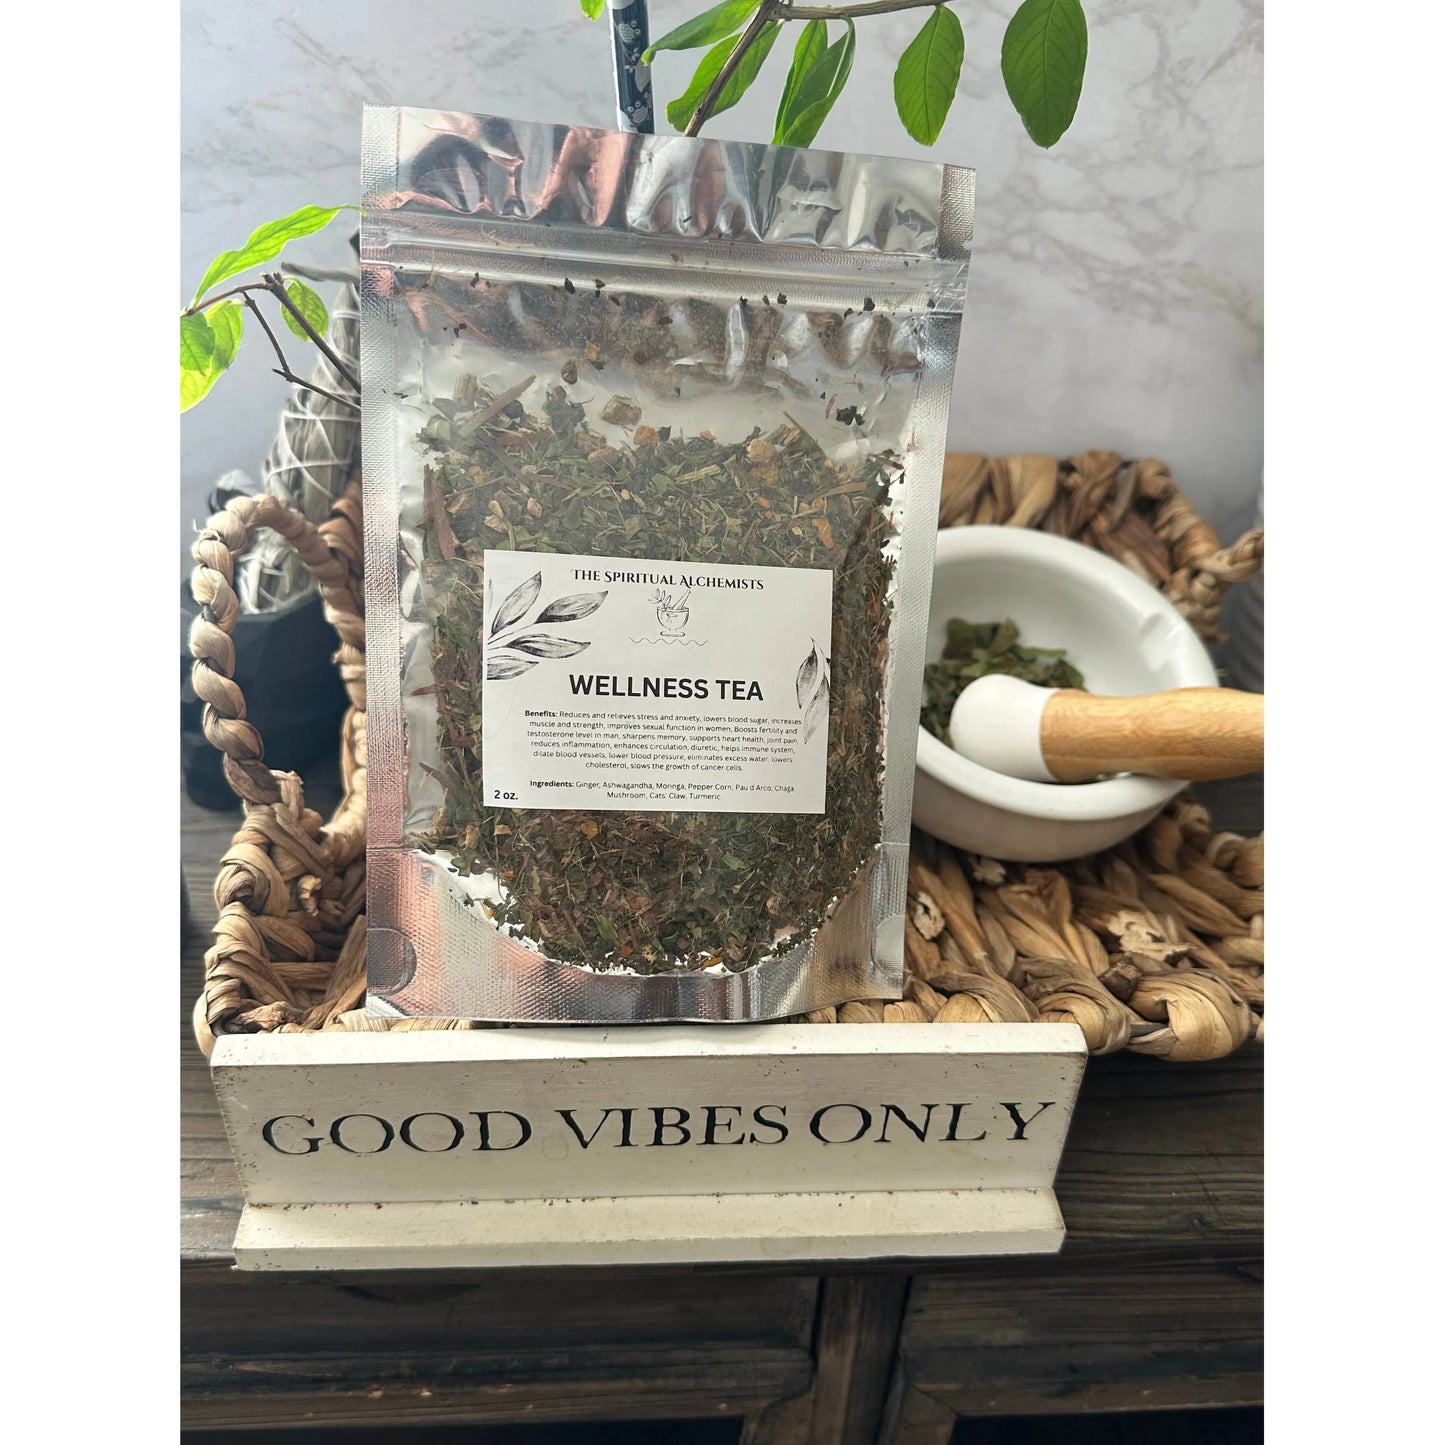 THE SPIRITUAL ALCHEMISTS
WELLNESS TEA
Benefits: Reduces and relieves stress and anxiety, lowers blood sugar, increases
muscle and strength, improves sexual function in women, Boosts fertility and
testosterone level in man, sharpens memory, supports heart health, joint pain,
reduces inflammation, enhances circulation, diuretic, helps immune system,
dilate blood vessels, lower blood pressure, eliminates excess water, lowers
cholesterol, slows the growth of cancer cells.
Ingredients: Ginger, Ashwagandha, Moringa, Pepper Corn, Pau d Arco, Chaga
Mushroom, Cats' Claw, Turmeric.
2 oz.
GOOD VIBES ONLY